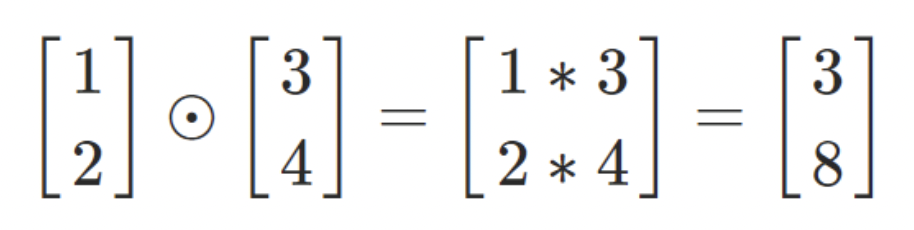 [1 2] ⊙ [3 4] = [1 * 3 2 * 4] = [3 8]